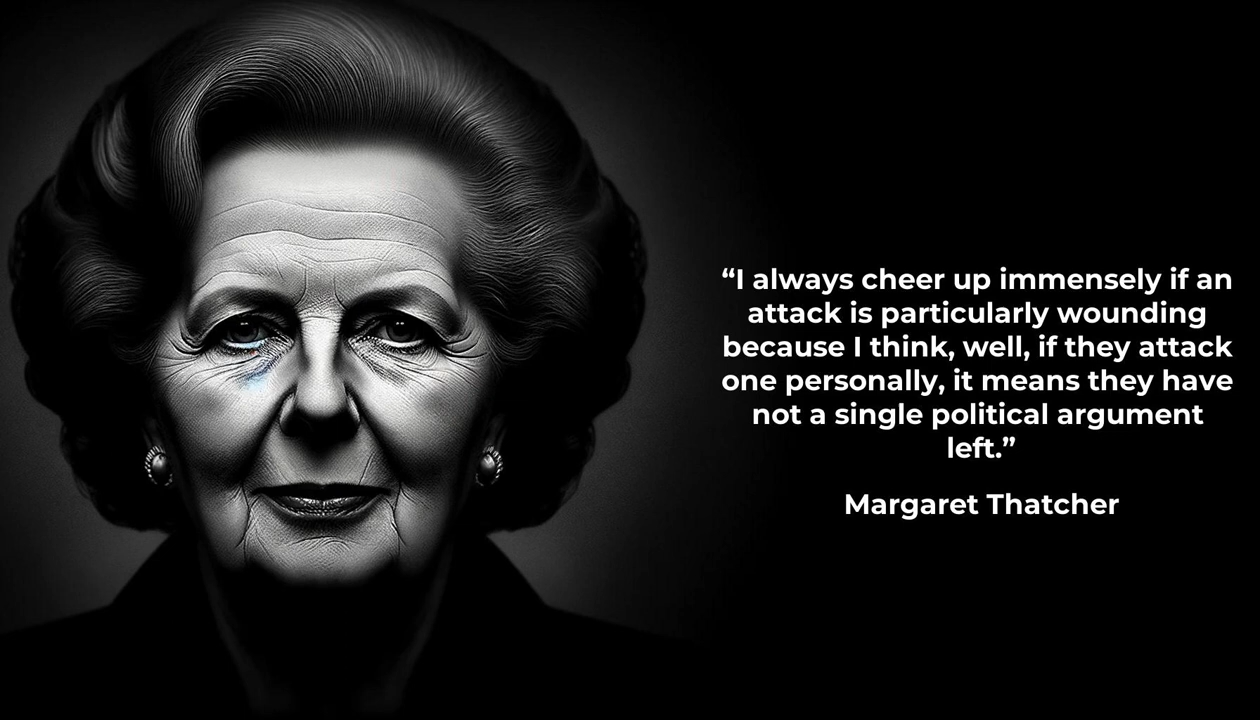 “I always cheer up immensely if an
attack is particularly wounding
because I think, well, if they attack
one personally, it means they have
not a single political argument
left.”
Margaret Thatcher